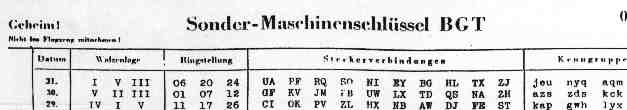 Geheim! Sonder-Maschinenschlüssel BGT
Nicht im Flugzeug mitnehmen!
Datum Walzenlage Ringstellung Steckerverbindungen Kenngruppe
31. I V III 06 20 24 UA PF RQ SO NI EY BG HL TX ZJ jeu nyq aqm
30. V II III 01 07 12 GF KV JM YB UW LX TD QS NA ZH azs zds kck
29. IV I V 11 17 26 CI OK PV ZL HX NB AW DJ FE ST kap gwh lyx